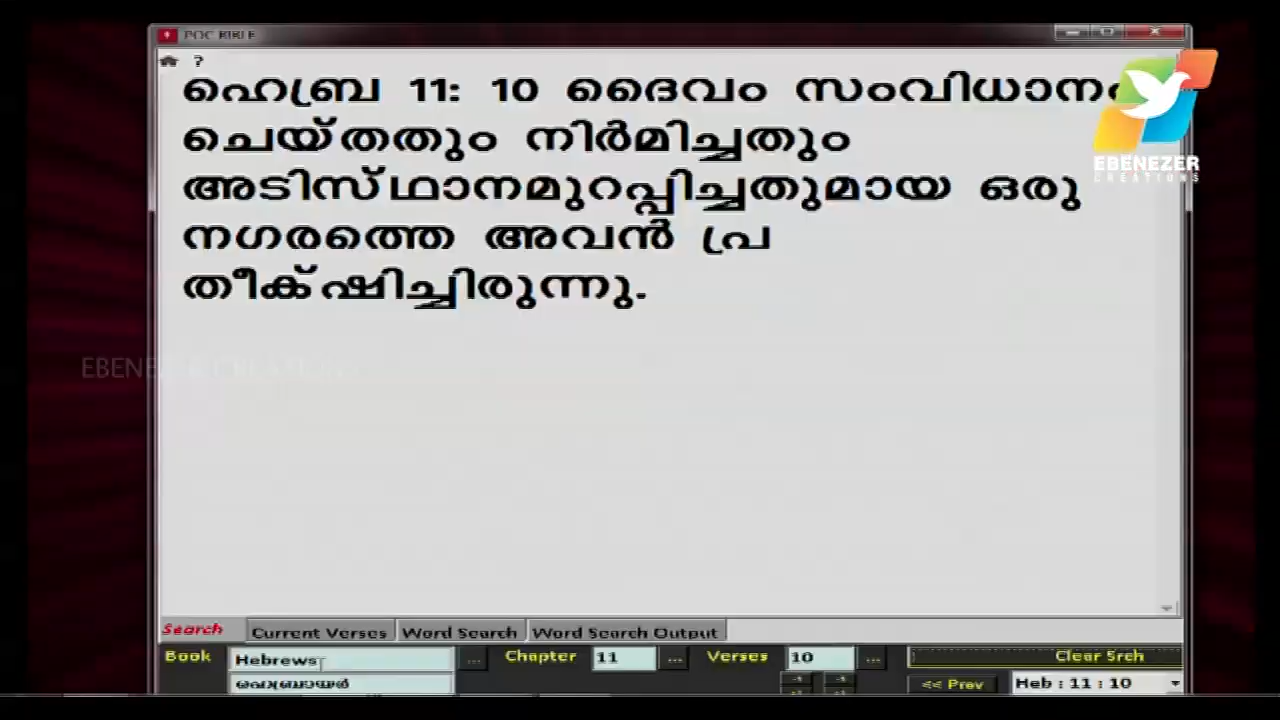 POC BIBLE
?
ഹെബ്ര 11: 10 ദൈവം സംവിധാനം
ചെയ്തതും നിർമിച്ചതും
അടിസ്ഥാനമുറപ്പിച്ചതുമായ ഒരു
നഗരത്തെ അവൻ പ്ര
തീക്ഷിച്ചിരുന്നു.
EBENEZER
CREATIONS
Search Current Verses Word Search Word Search Output
Book Hebrews ... Chapter 11 ... Verses 10 ... Clear Srch
<< Prev Heb : 11 : 10